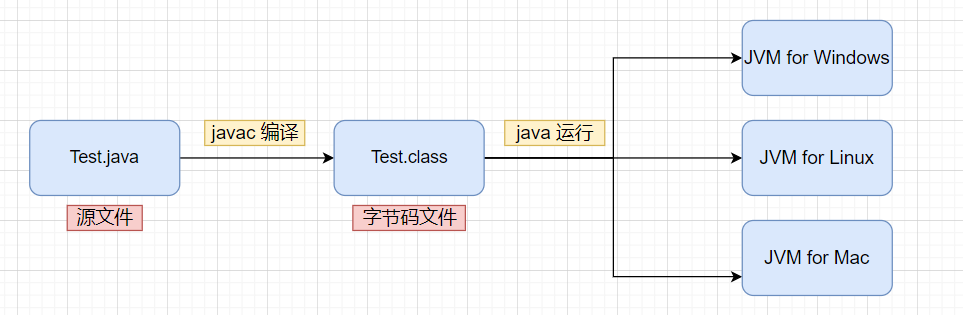 JVM for Windows
javac 编译
java 运行
Test.java
Test.class
JVM for Linux
源文件
字节码文件
JVM for Mac